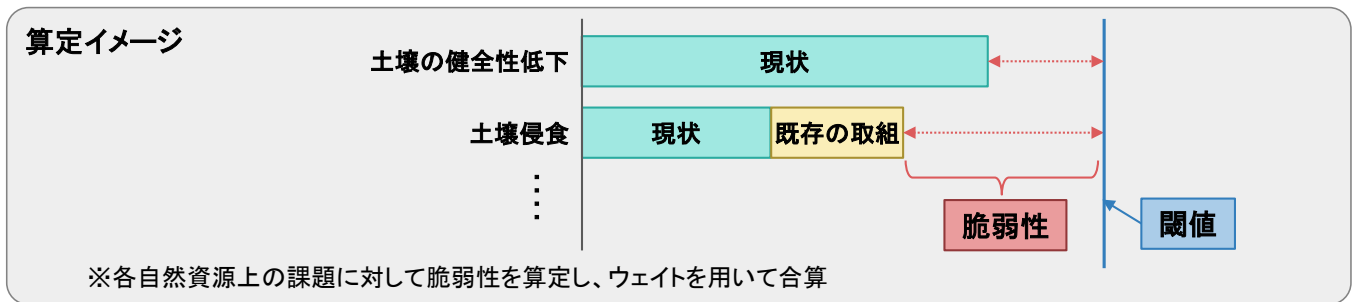 算定イメージ
土壌の健全性低下
現状
土壌侵食
現状
既存の取組
脆弱性
閾値
※各自然資源上の課題に対して脆弱性を算定し、ウェイトを用いて合算